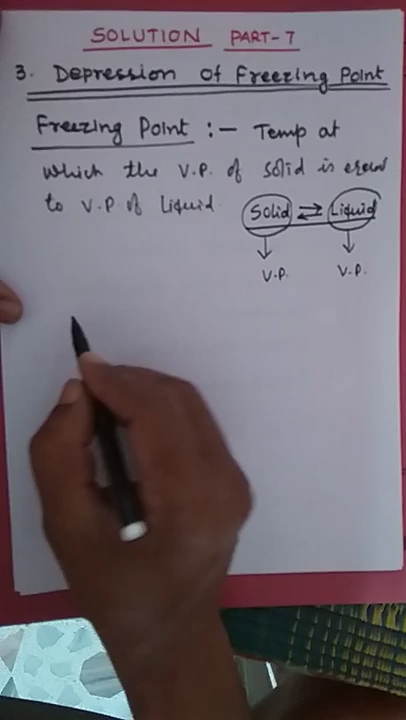 SOLUTION PART-7
3. Depression of Freezing Point
Freezing Point :- Temp at
which the V.P. of solid is equal
to V.P of Liquid
Solid ⇌ Liquid
V.P. V.P.